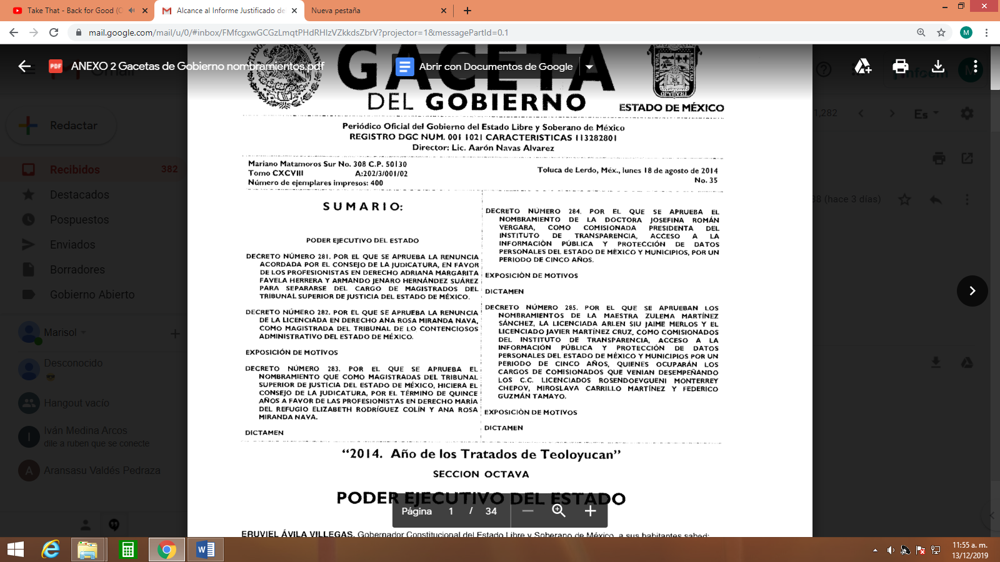 Take That - Back for Good (C
Alcance al Informe Justificado de
Nueva pestaña
mail.google.com/mail/u/0/#inbox/FMfcgxwGCGzLmqtPHdRHlzVZkkdsZbrV?projector=1&messagePartId=0.1
M
PDF
ANEXO 2 Gacetas de Gobierno nombramientos.pdf
Abrir con Documentos de Google
Redactar
Recibidos 382
Destacados
Pospuestos
Enviados
Borradores
Gobierno Abierto
Marisol
Desconocido
Hangout vacío
I
Iván Medina Arcos
dile a ruben que se conecte
A
Aransasu Valdés Pedraza
1,282
Es
(hace 3 días)
GACETA
DEL GOBIERNO
ESTADO DE MÉXICO
Periódico Oficial del Gobierno del Estado Libre y Soberano de México
REGISTRO DGC NUM. 001 1021 CARACTERISTICAS 113282801
Director: Lic. Aarón Navas Alvarez
Mariano Matamoros Sur No. 308 C.P. 50130
Tomo CXCVIII A:202/3/001/02
Número de ejemplares impresos: 400
Toluca de Lerdo, Méx., lunes 18 de agosto de 2014
No. 35
SUMARIO:
PODER EJECUTIVO DEL ESTADO
DECRETO NÚMERO 281. POR EL QUE SE APRUEBA LA RENUNCIA
ACORDADA POR EL CONSEJO DE LA JUDICATURA, EN FAVOR
DE LOS PROFESIONISTAS EN DERECHO ADRIANA MARGARITA
FAVELA HERRERA Y ARMANDO JENARO HERNÁNDEZ SUÁREZ
PARA SEPARARSE DEL CARGO DE MAGISTRADOS DEL
TRIBUNAL SUPERIOR DE JUSTICIA DEL ESTADO DE MÉXICO.
DECRETO NÚMERO 282. POR EL QUE SE APRUEBA LA RENUNCIA
DE LA LICENCIADA EN DERECHO ANA ROSA MIRANDA NAVA,
COMO MAGISTRADA DEL TRIBUNAL DE LO CONTENCIOSOS
ADMINISTRATIVO DEL ESTADO DE MÉXICO.
EXPOSICIÓN DE MOTIVOS
DECRETO NÚMERO 283. POR EL QUE SE APRUEBA EL
NOMBRAMIENTO QUE COMO MAGISTRADAS DEL TRIBUNAL
SUPERIOR DE JUSTICIA DEL ESTADO DE MÉXICO, HICIERA EL
CONSEJO DE LA JUDICATURA, POR EL TÉRMINO DE QUINCE
AÑOS A FAVOR DE LAS PROFESIONISTAS EN DERECHO MARÍA
DEL REFUGIO ELIZABETH RODRÍGUEZ COLÍN Y ANA ROSA
MIRANDA NAVA.
DICTAMEN
DECRETO NÚMERO 284. POR EL QUE SE APRUEBA EL
NOMBRAMIENTO DE LA DOCTORA JOSEFINA ROMÁN
VERGARA, COMO COMISIONADA PRESIDENTA DEL
INSTITUTO DE TRANSPARENCIA, ACCESO A LA
INFORMACIÓN PÚBLICA Y PROTECCIÓN DE DATOS
PERSONALES DEL ESTADO DE MÉXICO Y MUNICIPIOS, POR UN
PERIODO DE CINCO AÑOS.
EXPOSICIÓN DE MOTIVOS
DICTAMEN
DECRETO NÚMERO 285. POR EL QUE SE APRUEBAN LOS
NOMBRAMIENTOS DE LA MAESTRA ZULEMA MARTÍNEZ
SÁNCHEZ, LA LICENCIADA ARLEN SIU JAIME MERLOS Y EL
LICENCIADO JAVIER MARTÍNEZ CRUZ, COMO COMISIONADOS
DEL INSTITUTO DE TRANSPARENCIA, ACCESO A LA
INFORMACIÓN PÚBLICA Y PROTECCIÓN DE DATOS
PERSONALES DEL ESTADO DE MÉXICO Y MUNICIPIOS POR UN
PERIODO DE CINCO AÑOS, QUIENES OCUPARÁN LOS
CARGOS DE COMISIONADOS QUE VENIAN DESEMPEÑANDO
LOS C.C. LICENCIADOS ROSENDOEVGUENI MONTERREY
CHEPOV, MIROSLAVA CARRILLO MARTÍNEZ Y FEDERICO
GUZMÁN TAMAYO.
EXPOSICIÓN DE MOTIVOS
DICTAMEN
"2014. Año de los Tratados de Teoloyucan"
SECCION OCTAVA
PODER EJECUTIVO DEL ESTADO
Página 1 / 34
ERUVIEL ÁVILA VILLEGAS, Gobernador Constitucional del Estado Libre y Soberano de México, a sus habitantes sabed:
11:55 a. m.
13/12/2019